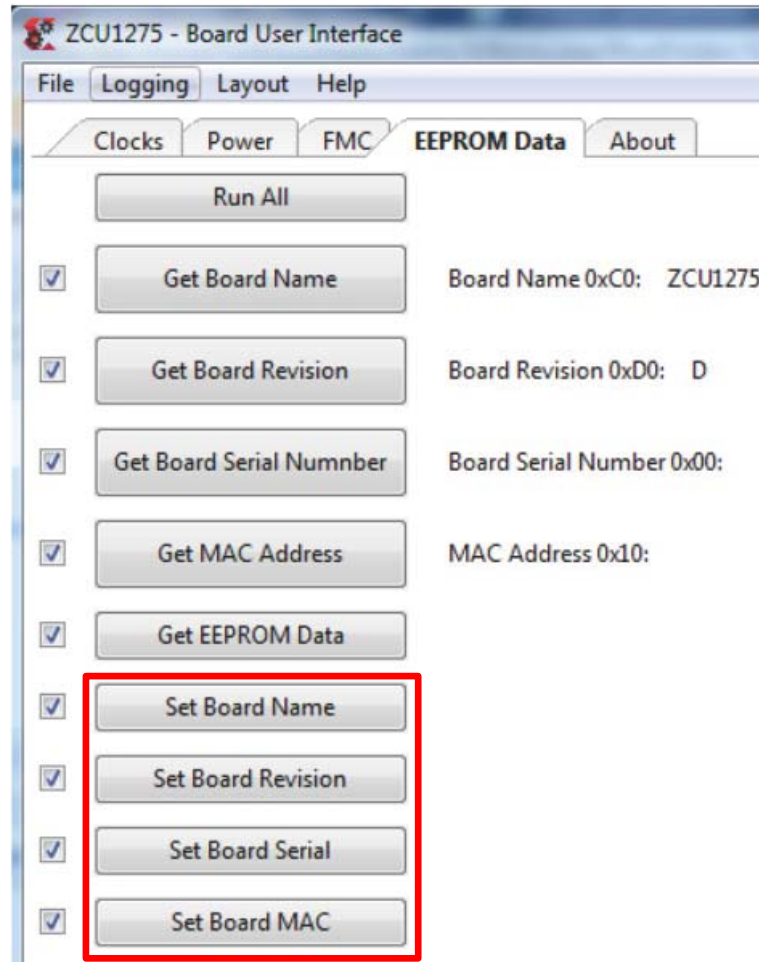 ZCU1275 - Board User Interface
File Logging Layout Help
Clocks Power FMC EEPROM Data About
Run All
Get Board Name Board Name 0xC0: ZCU1275
Get Board Revision Board Revision 0xD0: D
Get Board Serial Numnber Board Serial Number 0x00:
Get MAC Address MAC Address 0x10:
Get EEPROM Data
Set Board Name
Set Board Revision
Set Board Serial
Set Board MAC